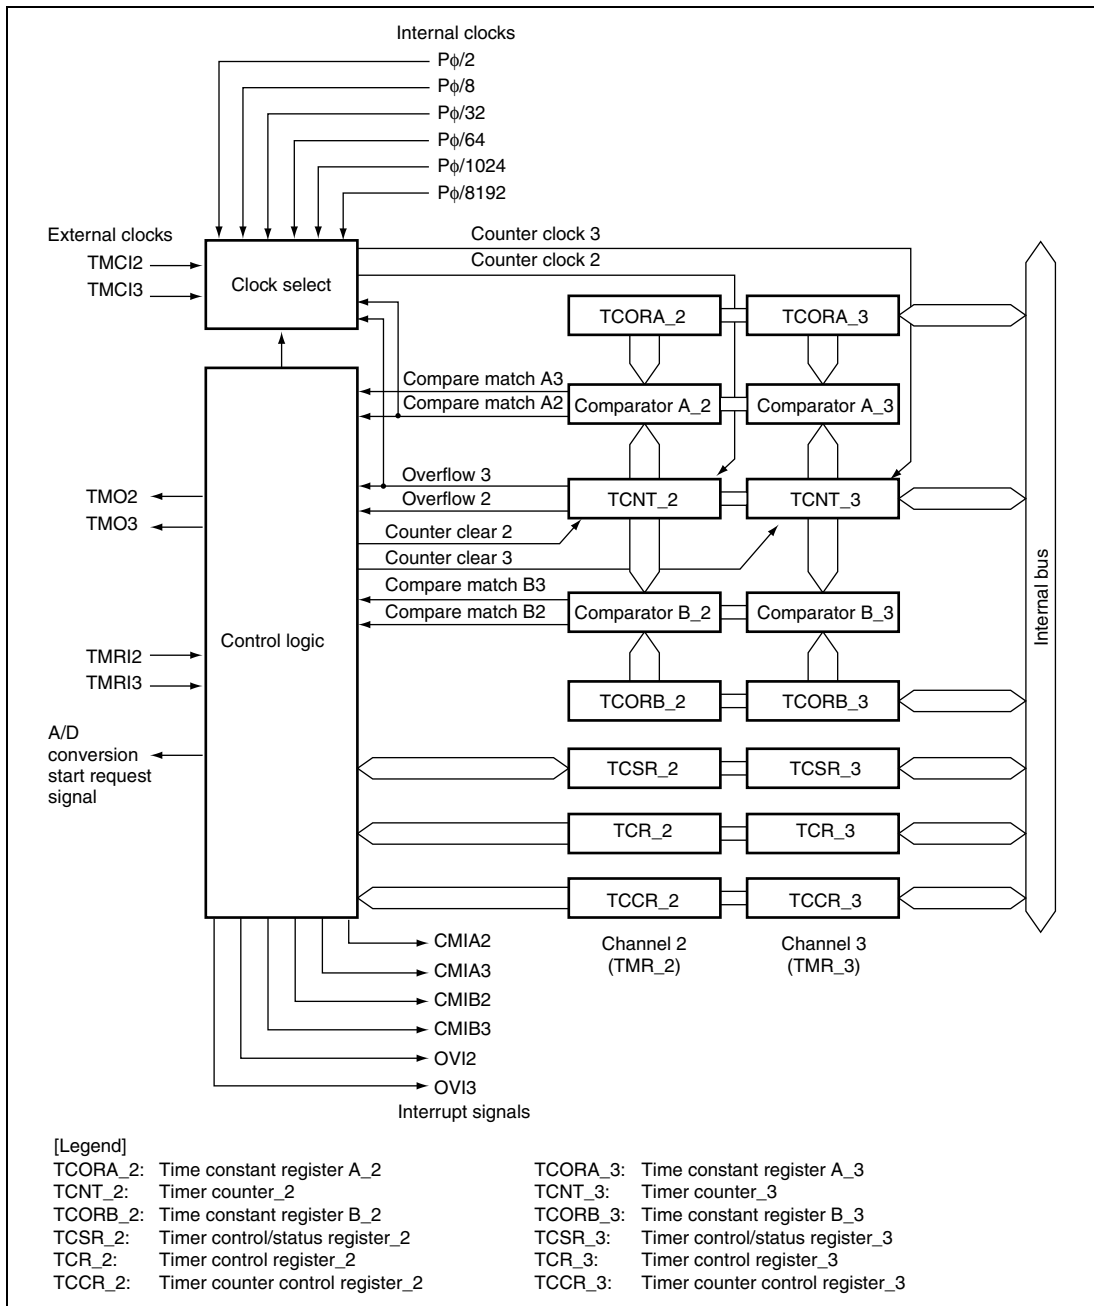 Internal clocks
Pϕ/2
Pϕ/8
Pϕ/32
Pϕ/64
Pϕ/1024
Pϕ/8192
External clocks
TMCI2
TMCI3
Clock select
Counter clock 3
Counter clock 2
TCORA_2
TCORA_3
Compare match A3
Compare match A2
Comparator A_2
Comparator A_3
TMO2
TMO3
Overflow 3
Overflow 2
TCNT_2
TCNT_3
Counter clear 2
Counter clear 3
Compare match B3
Compare match B2
Comparator B_2
Comparator B_3
Control logic
Internal bus
TMRI2
TMRI3
TCORB_2
TCORB_3
A/D
conversion
start request
signal
TCSR_2
TCSR_3
TCR_2
TCR_3
TCCR_2
TCCR_3
Channel 2
(TMR_2)
Channel 3
(TMR_3)
CMIA2
CMIA3
CMIB2
CMIB3
OVI2
OVI3
Interrupt signals
[Legend]
TCORA_2: Time constant register A_2 TCORA_3: Time constant register A_3
TCNT_2: Timer counter_2 TCNT_3: Timer counter_3
TCORB_2: Time constant register B_2 TCORB_3: Time constant register B_3
TCSR_2: Timer control/status register_2 TCSR_3: Timer control/status register_3
TCR_2: Timer control register_2 TCR_3: Timer control register_3
TCCR_2: Timer counter control register_2 TCCR_3: Timer counter control register_3